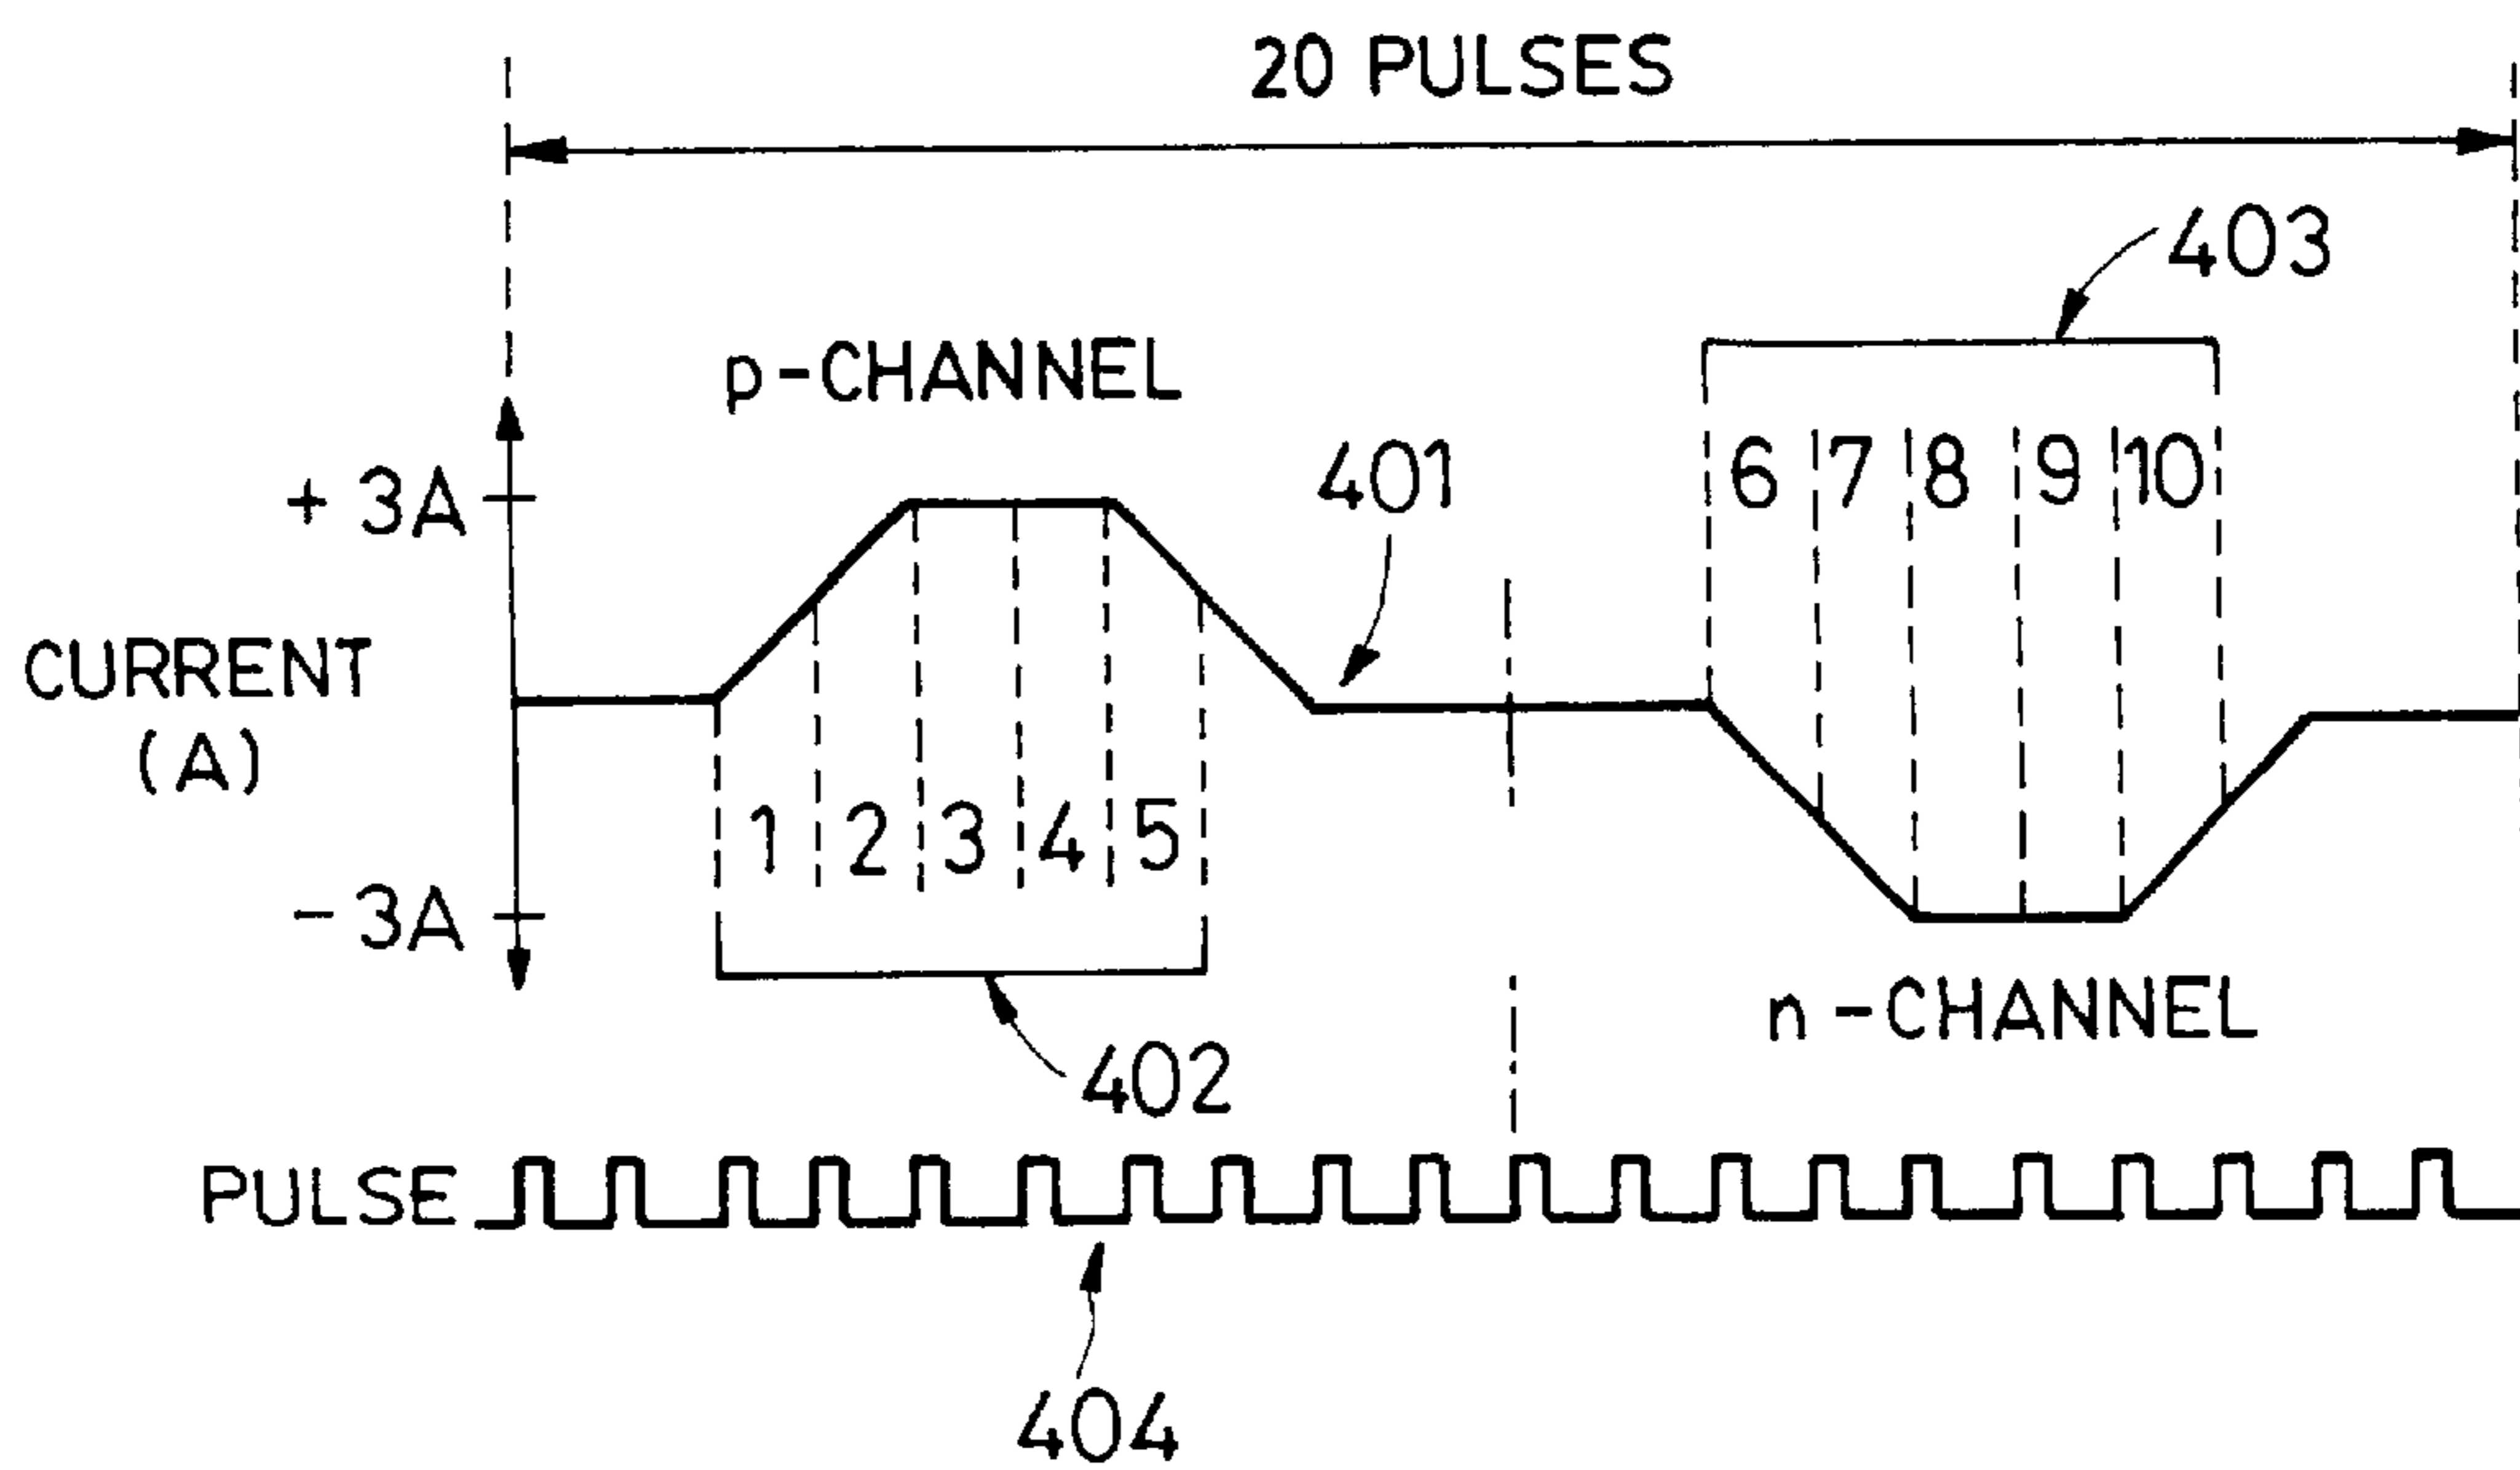 20 PULSES
403
p-CHANNEL
401
6 7 8 9 10
+ 3A
CURRENT
(A)
1 2 3 4 5
- 3A
n-CHANNEL
402
PULSE
404